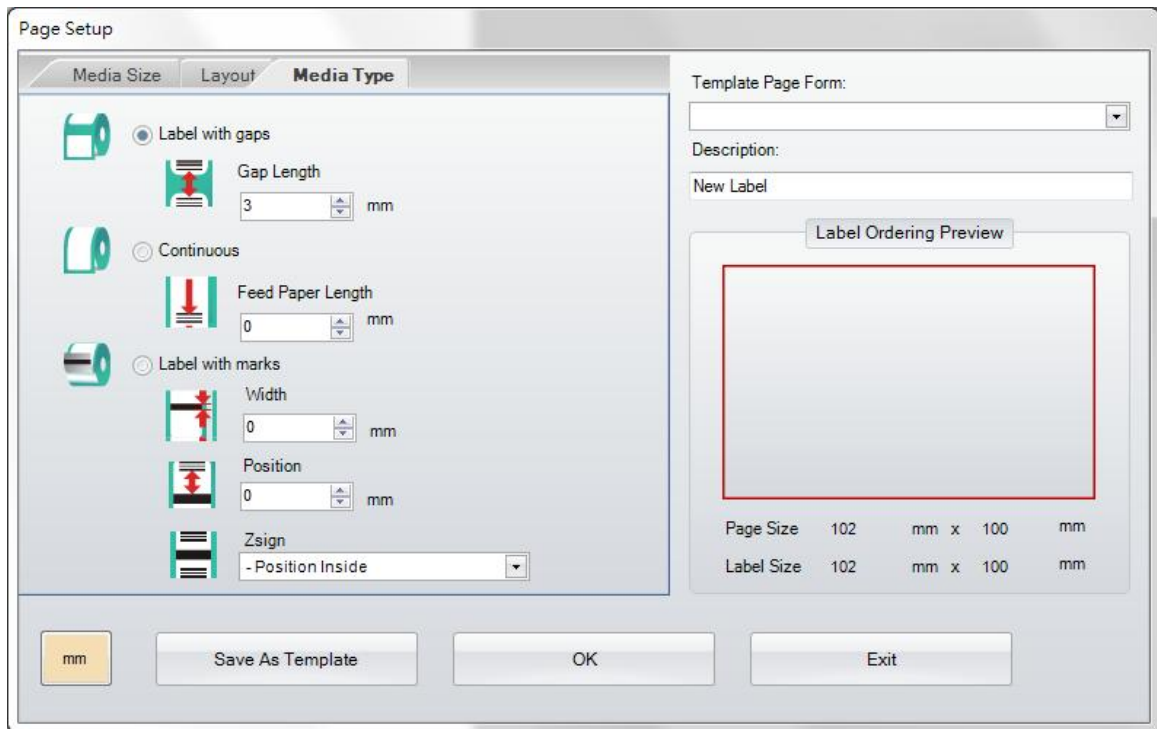 Page Setup
Media Size Layout Media Type
Label with gaps
Gap Length
3 mm
Continuous
Feed Paper Length
0 mm
Label with marks
Width
0 mm
Position
0 mm
Zsign
- Position Inside
Template Page Form:
Description:
New Label
Label Ordering Preview
Page Size 102 mm x 100 mm
Label Size 102 mm x 100 mm
mm Save As Template OK Exit